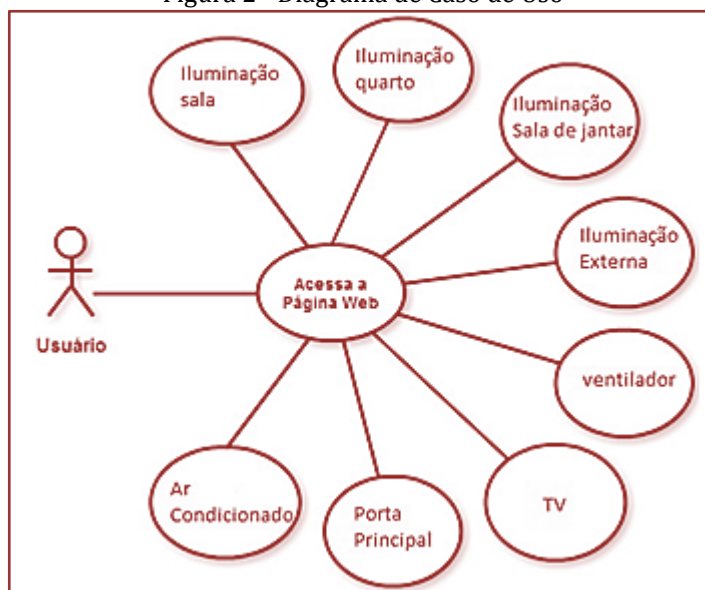 Figura 2 - Diagrama de Caso de Uso
Iluminação
sala
Iluminação
quarto
Iluminação
Sala de jantar
Iluminação
Externa
Acessa a
Página Web
Usuário
ventilador
Ar
Condicionado
Porta
Principal
TV